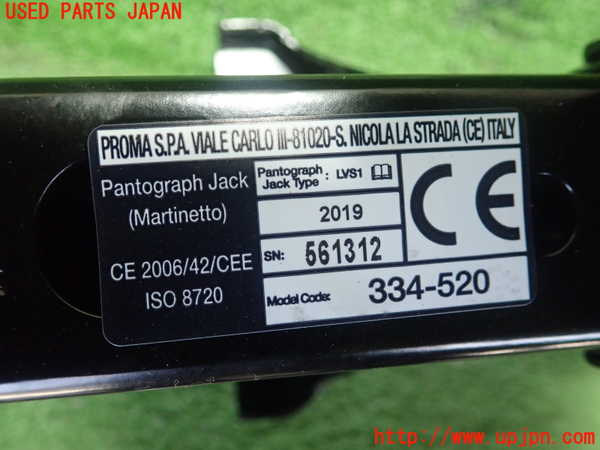 USED PARTS JAPAN
PROMA S.P.A. VIALE CARLO III-81020-S. NICOLA LA STRADA (CE) ITALY
Pantograph Jack
(Martinetto)
CE 2006/42/CEE
ISO 8720
Pantograph
Jack Type : LVS1
2019
SN: 561312
Model Code: 334-520
CE
http://www.upjpn.com/